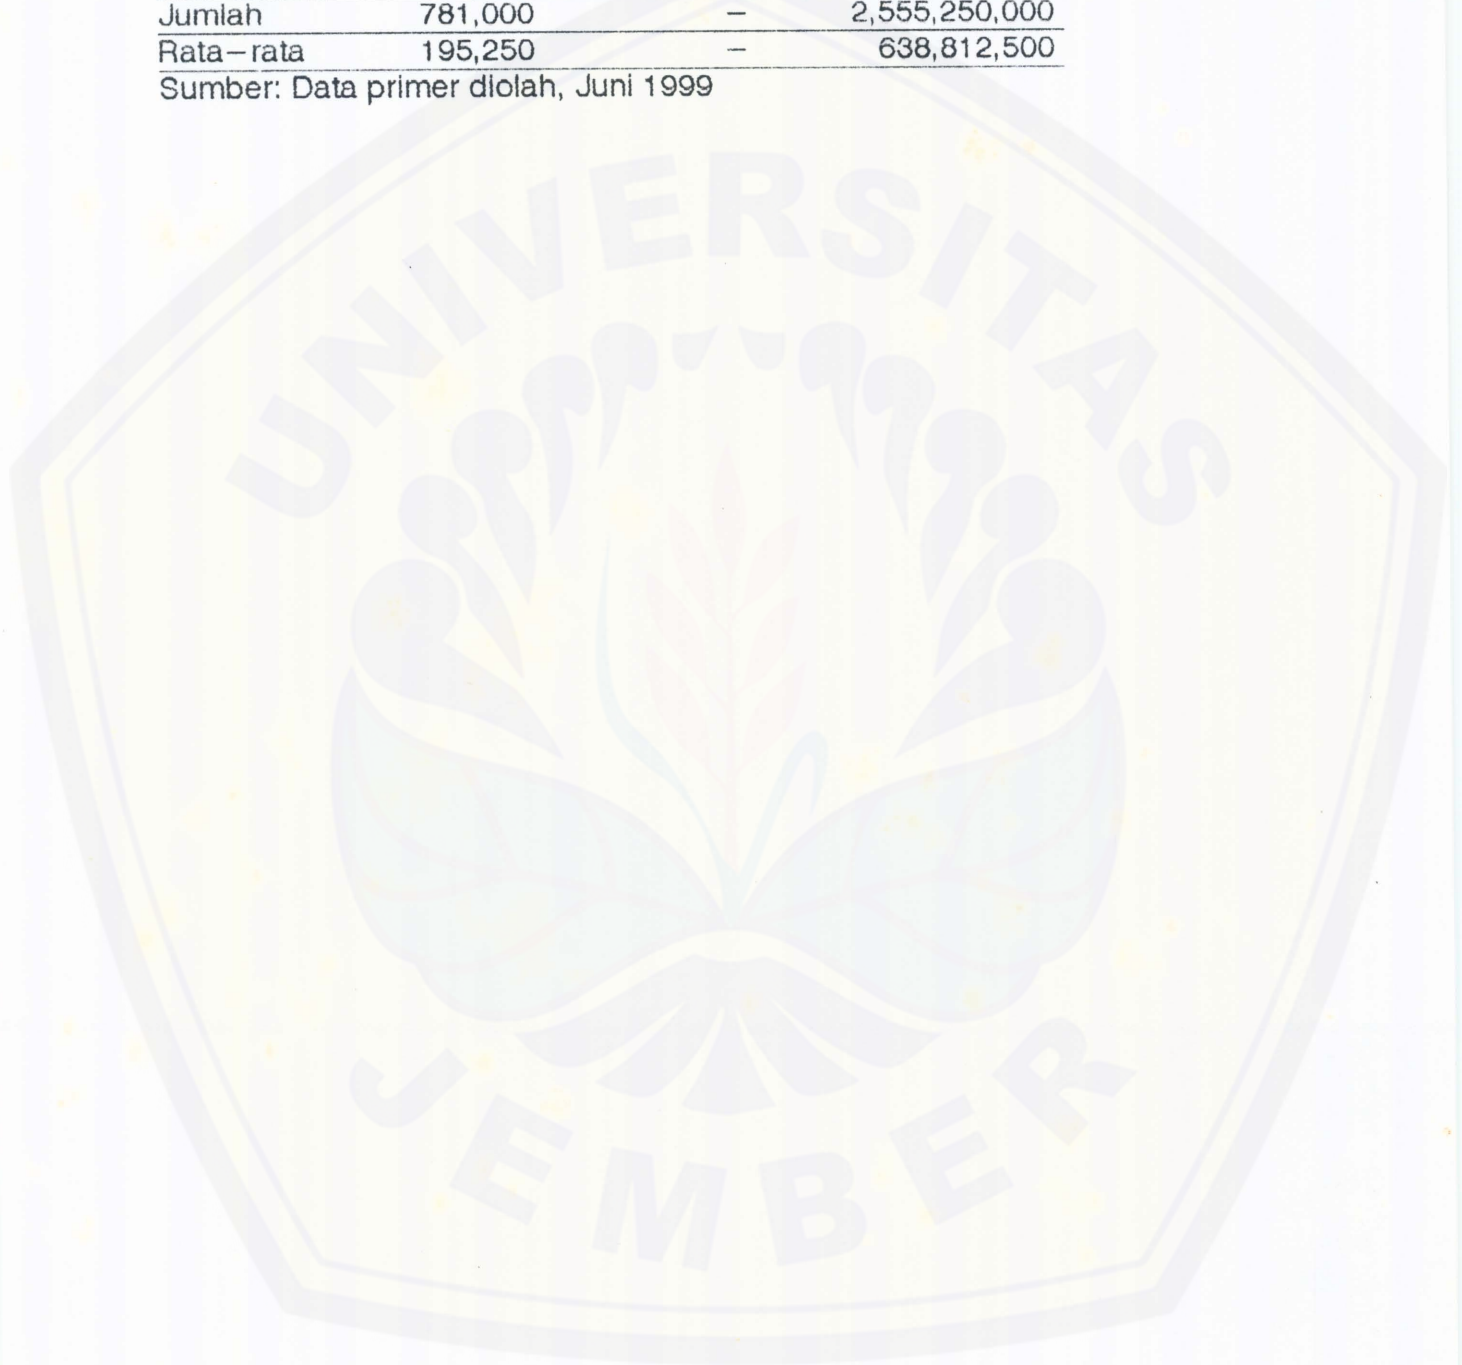 Jumlah 781,000 – 2,555,250,000
Rata–rata 195,250 – 638,812,500
Sumber: Data primer diolah, Juni 1999
UNIVERSITAS
JEMBER